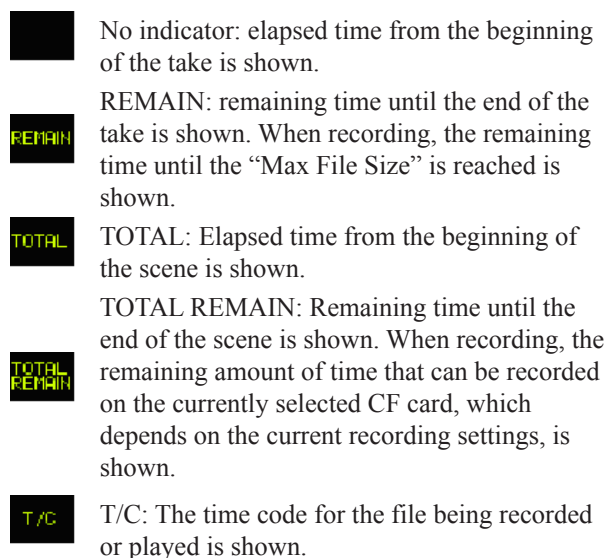 No indicator: elapsed time from the beginning
of the take is shown.
REMAIN: remaining time until the end of the
REMAIN
take is shown. When recording, the remaining
time until the “Max File Size” is reached is
shown.
TOTAL
TOTAL: Elapsed time from the beginning of
the scene is shown.
TOTAL REMAIN: Remaining time until the
end of the scene is shown. When recording, the
TOTAL
REMAIN
remaining amount of time that can be recorded
on the currently selected CF card, which
depends on the current recording settings, is
shown.
T/C
T/C: The time code for the file being recorded
or played is shown.